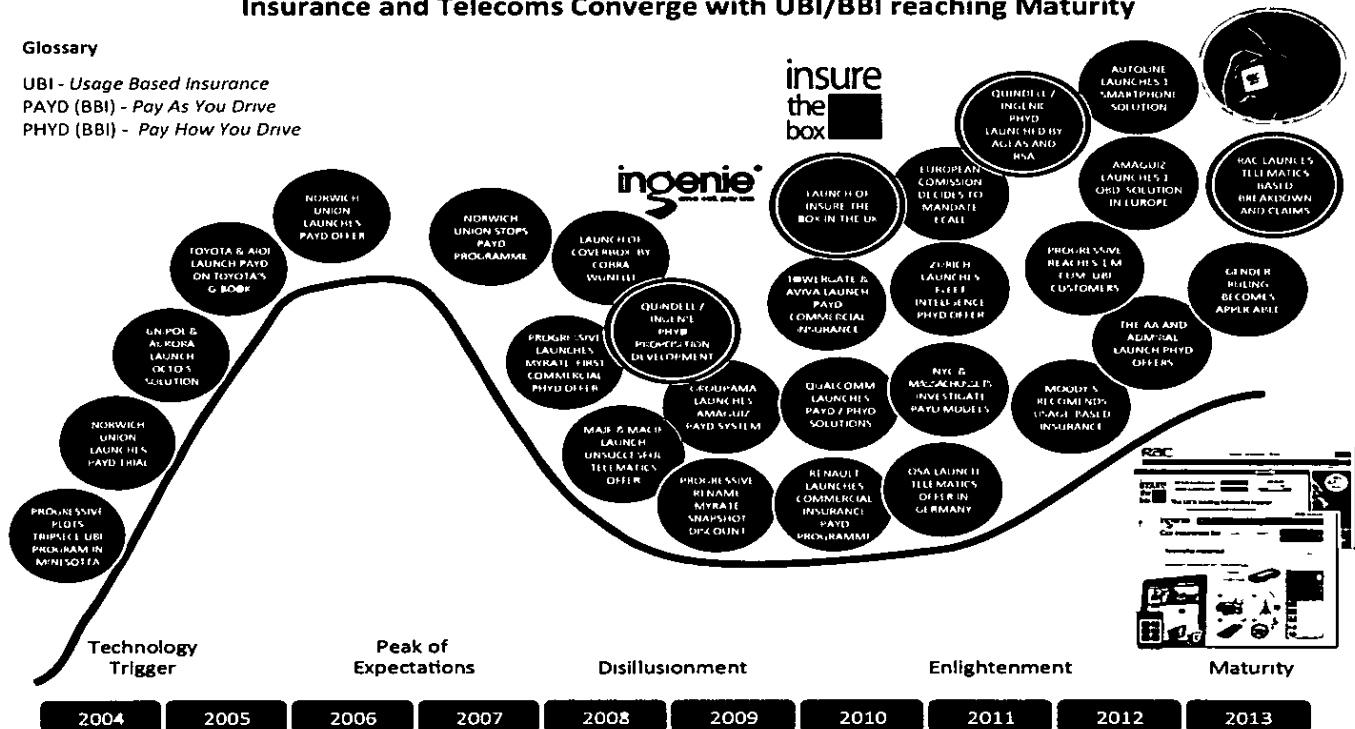 Insurance and Telecoms Converge with UBI/BBI reaching Maturity
Glossary
UBI - Usage Based Insurance
PAYD (BBI) - Pay As You Drive
PHYD (BBI) - Pay How You Drive
PROGRESSIVE
PLOTS
UBI
PROGRAM IN
NORWICH
UNION
LAUNCHES
PAYD TRIAL
AURORA
LAUNCH
OCTO'S
SOLUTION
TOYOTA & AIOI
LAUNCH PAYD
ON TOYOTA'S
G BOOK
NORWICH
UNION
LAUNCHES
PAYD OFFER
NORWICH
UNION STOPS
PAYD
PROGRAMME
LAUNCH OF
COVERBOX BY
COBRA
PROGRESSIVE
LAUNCHES
MYRATE FIRST
COMMERCIAL
PHYD OFFER
MAIF & MACIF
LAUNCH
UNSUCCESFUL
TELEMATICS
OFFER
ingenie
QUINDELL /
INGENIE
PHYD
PROPOSITION
DEVELOPMENT
GROUPAMA
LAUNCHES
AMAGUIZ
PAYD SYSTEM
PROGRESSIVE
RENAME
MYRATE
SNAPSHOT
DISCOUNT
insure
the
box
LAUNCH OF
INSURE THE
BOX IN THE UK
TOWERGATE &
AVIVA LAUNCH
PAYD
COMMERCIAL
INSURANCE
QUALCOMM
LAUNCHES
PAYD / PHYD
SOLUTIONS
RENAULT
LAUNCHES
COMMERCIAL
INSURANCE
PAYD
PROGRAMME
EUROPEAN
COMISSION
DECIDES TO
MANDATE
ECALL
ZURICH
LAUNCHES
FLEET
PHYD OFFER
NYC &
INVESTIGATE
PAYD MODELS
LAUNCH
TELEMATICS
OFFER IN
GERMANY
QUINDELL /
INGENIE
PHYD
LAUNCHED BY
AGEAS AND
RSA
PROGRESSIVE
REACHES 1 M
CUM. UBI
CUSTOMERS
MOODY'S
RECOMENDS
USAGE BASED
INSURANCE
AUTOLINE
LAUNCHES 1
SMARTPHONE
SOLUTION
AMAGUIZ
LAUNCHES 1
OBD SOLUTION
IN EUROPE
THE AA AND
ADMIRAL
LAUNCH PHYD
OFFERS
RAC LAUNCES
TELEMATICS
BASED
BREAKDOWN
AND CLAIMS
GENDER
RULING
BECOMES
APPLICABLE
RAC
Technology
Trigger
Peak of
Expectations
Disillusionment
Enlightenment
Maturity
2004 2005 2006 2007 2008 2009 2010 2011 2012 2013